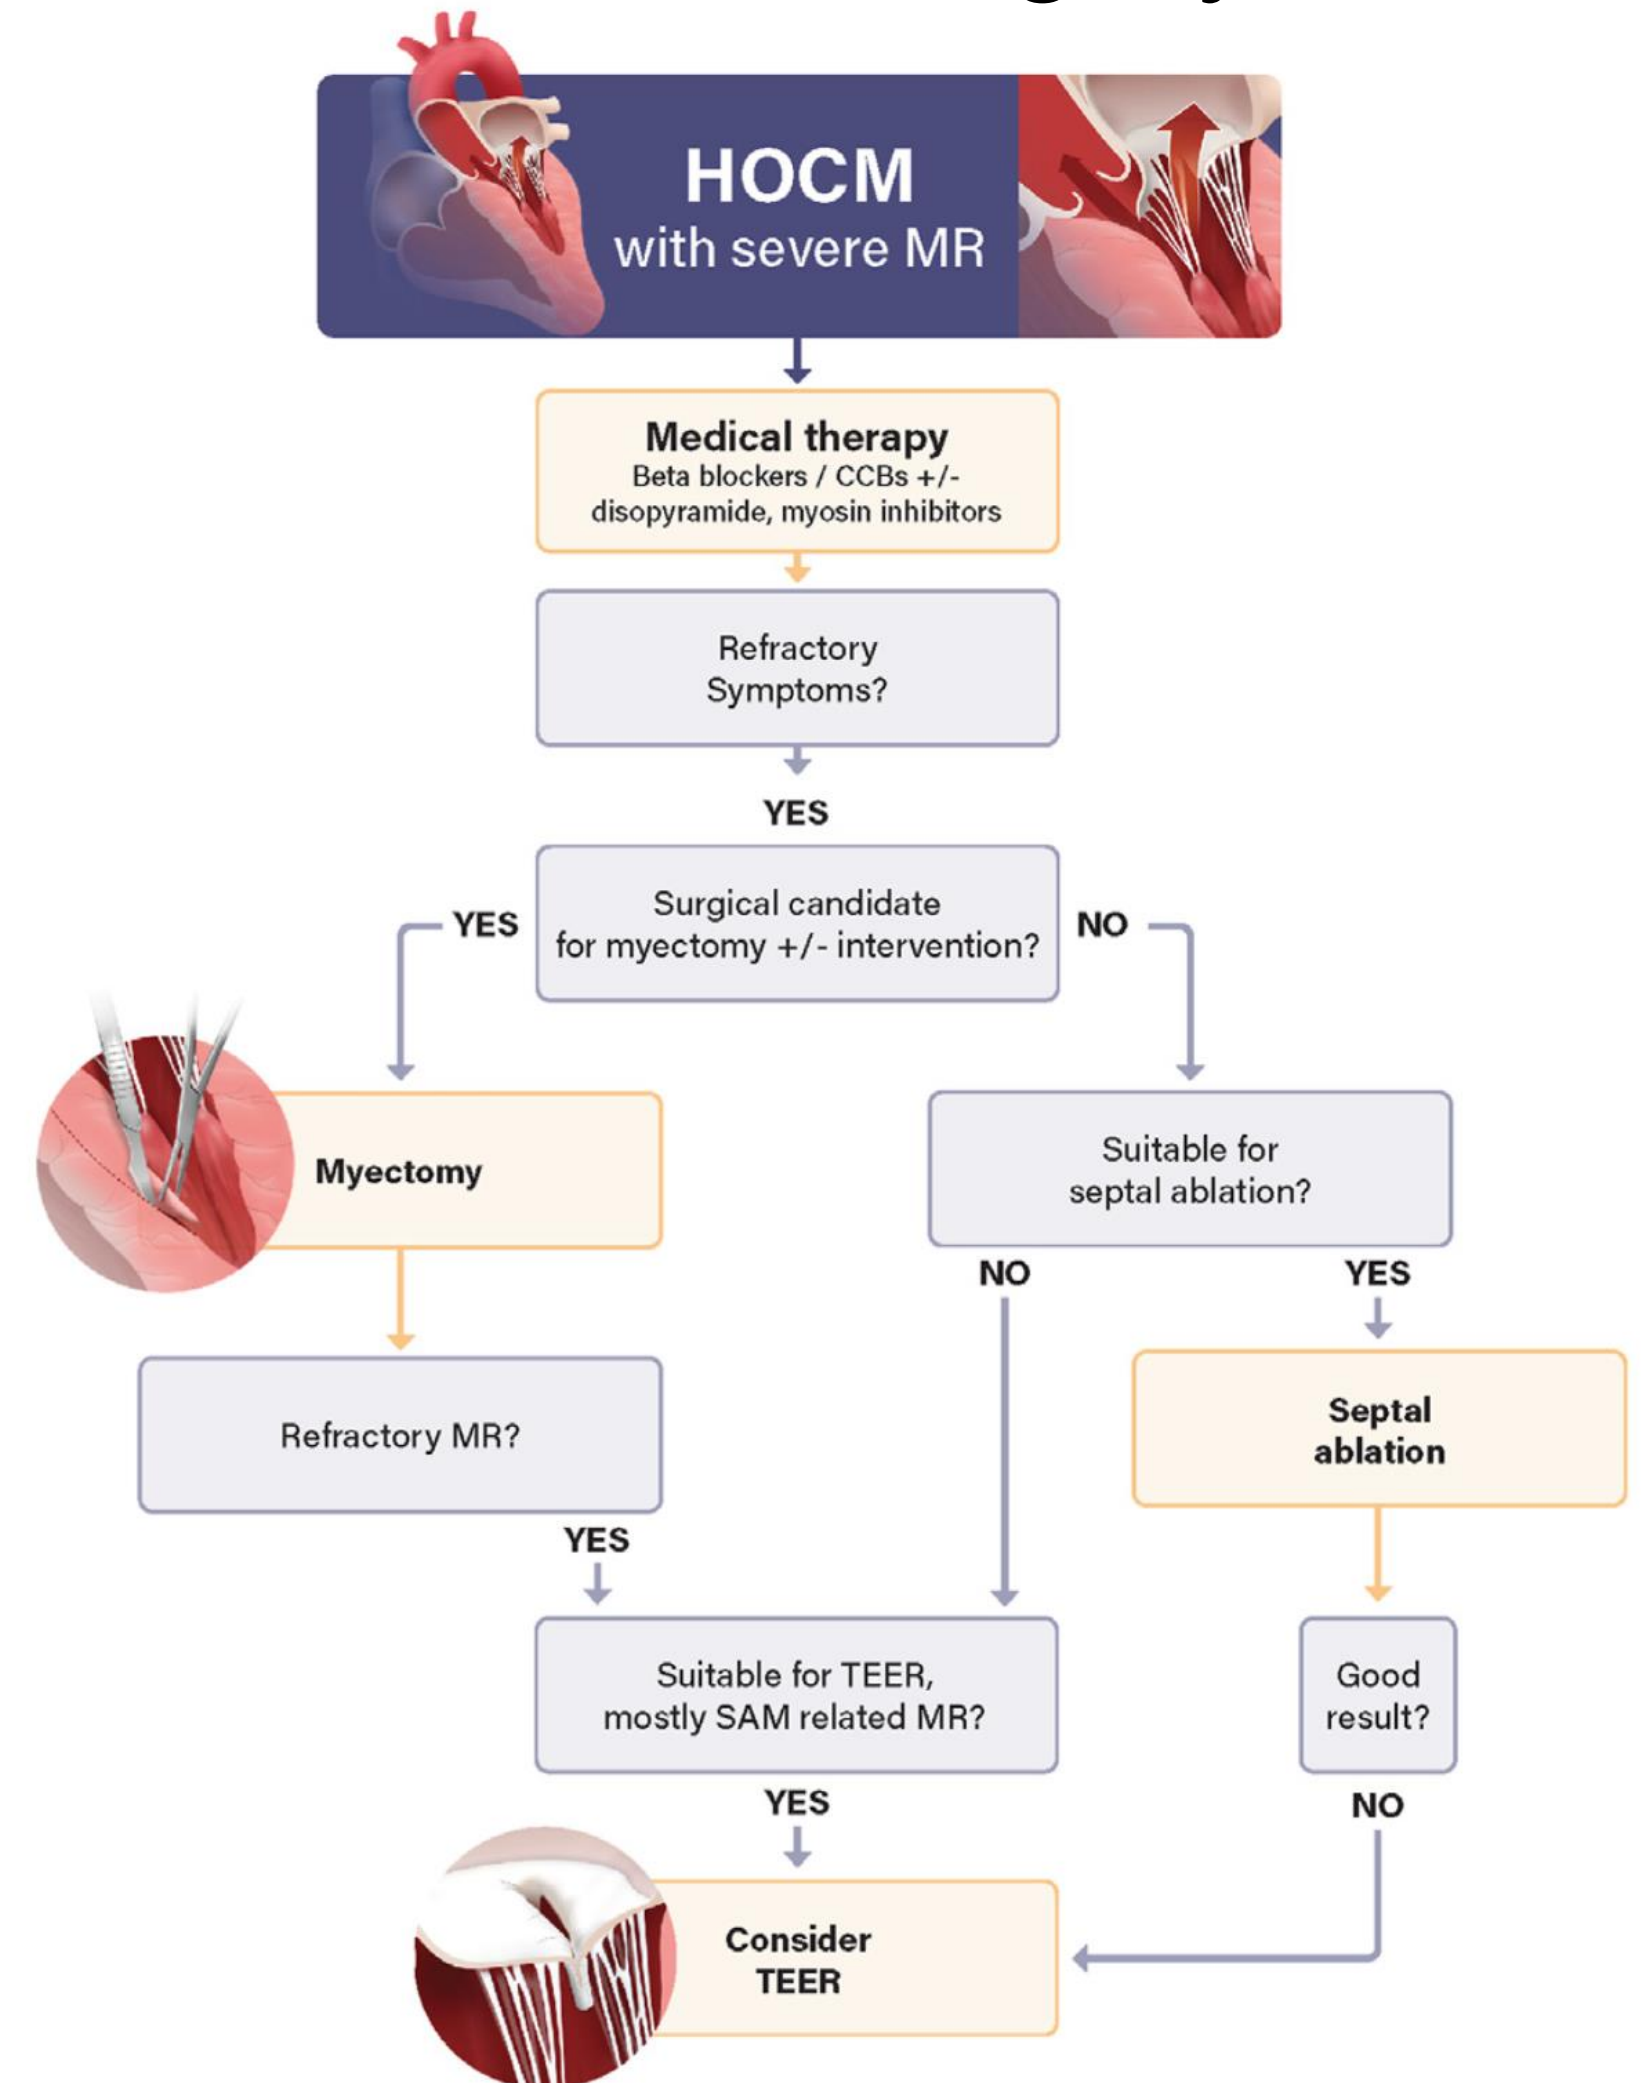 HOCM
with severe MR
Medical therapy
Beta blockers / CCBs +/-
disopyramide, myosin inhibitors
Refractory
Symptoms?
YES
Surgical candidate
for myectomy +/- intervention?
YES
NO
Myectomy
Suitable for
septal ablation?
NO
YES
Refractory MR?
Septal
ablation
YES
Suitable for TEER,
mostly SAM related MR?
Good
result?
YES
NO
Consider
TEER